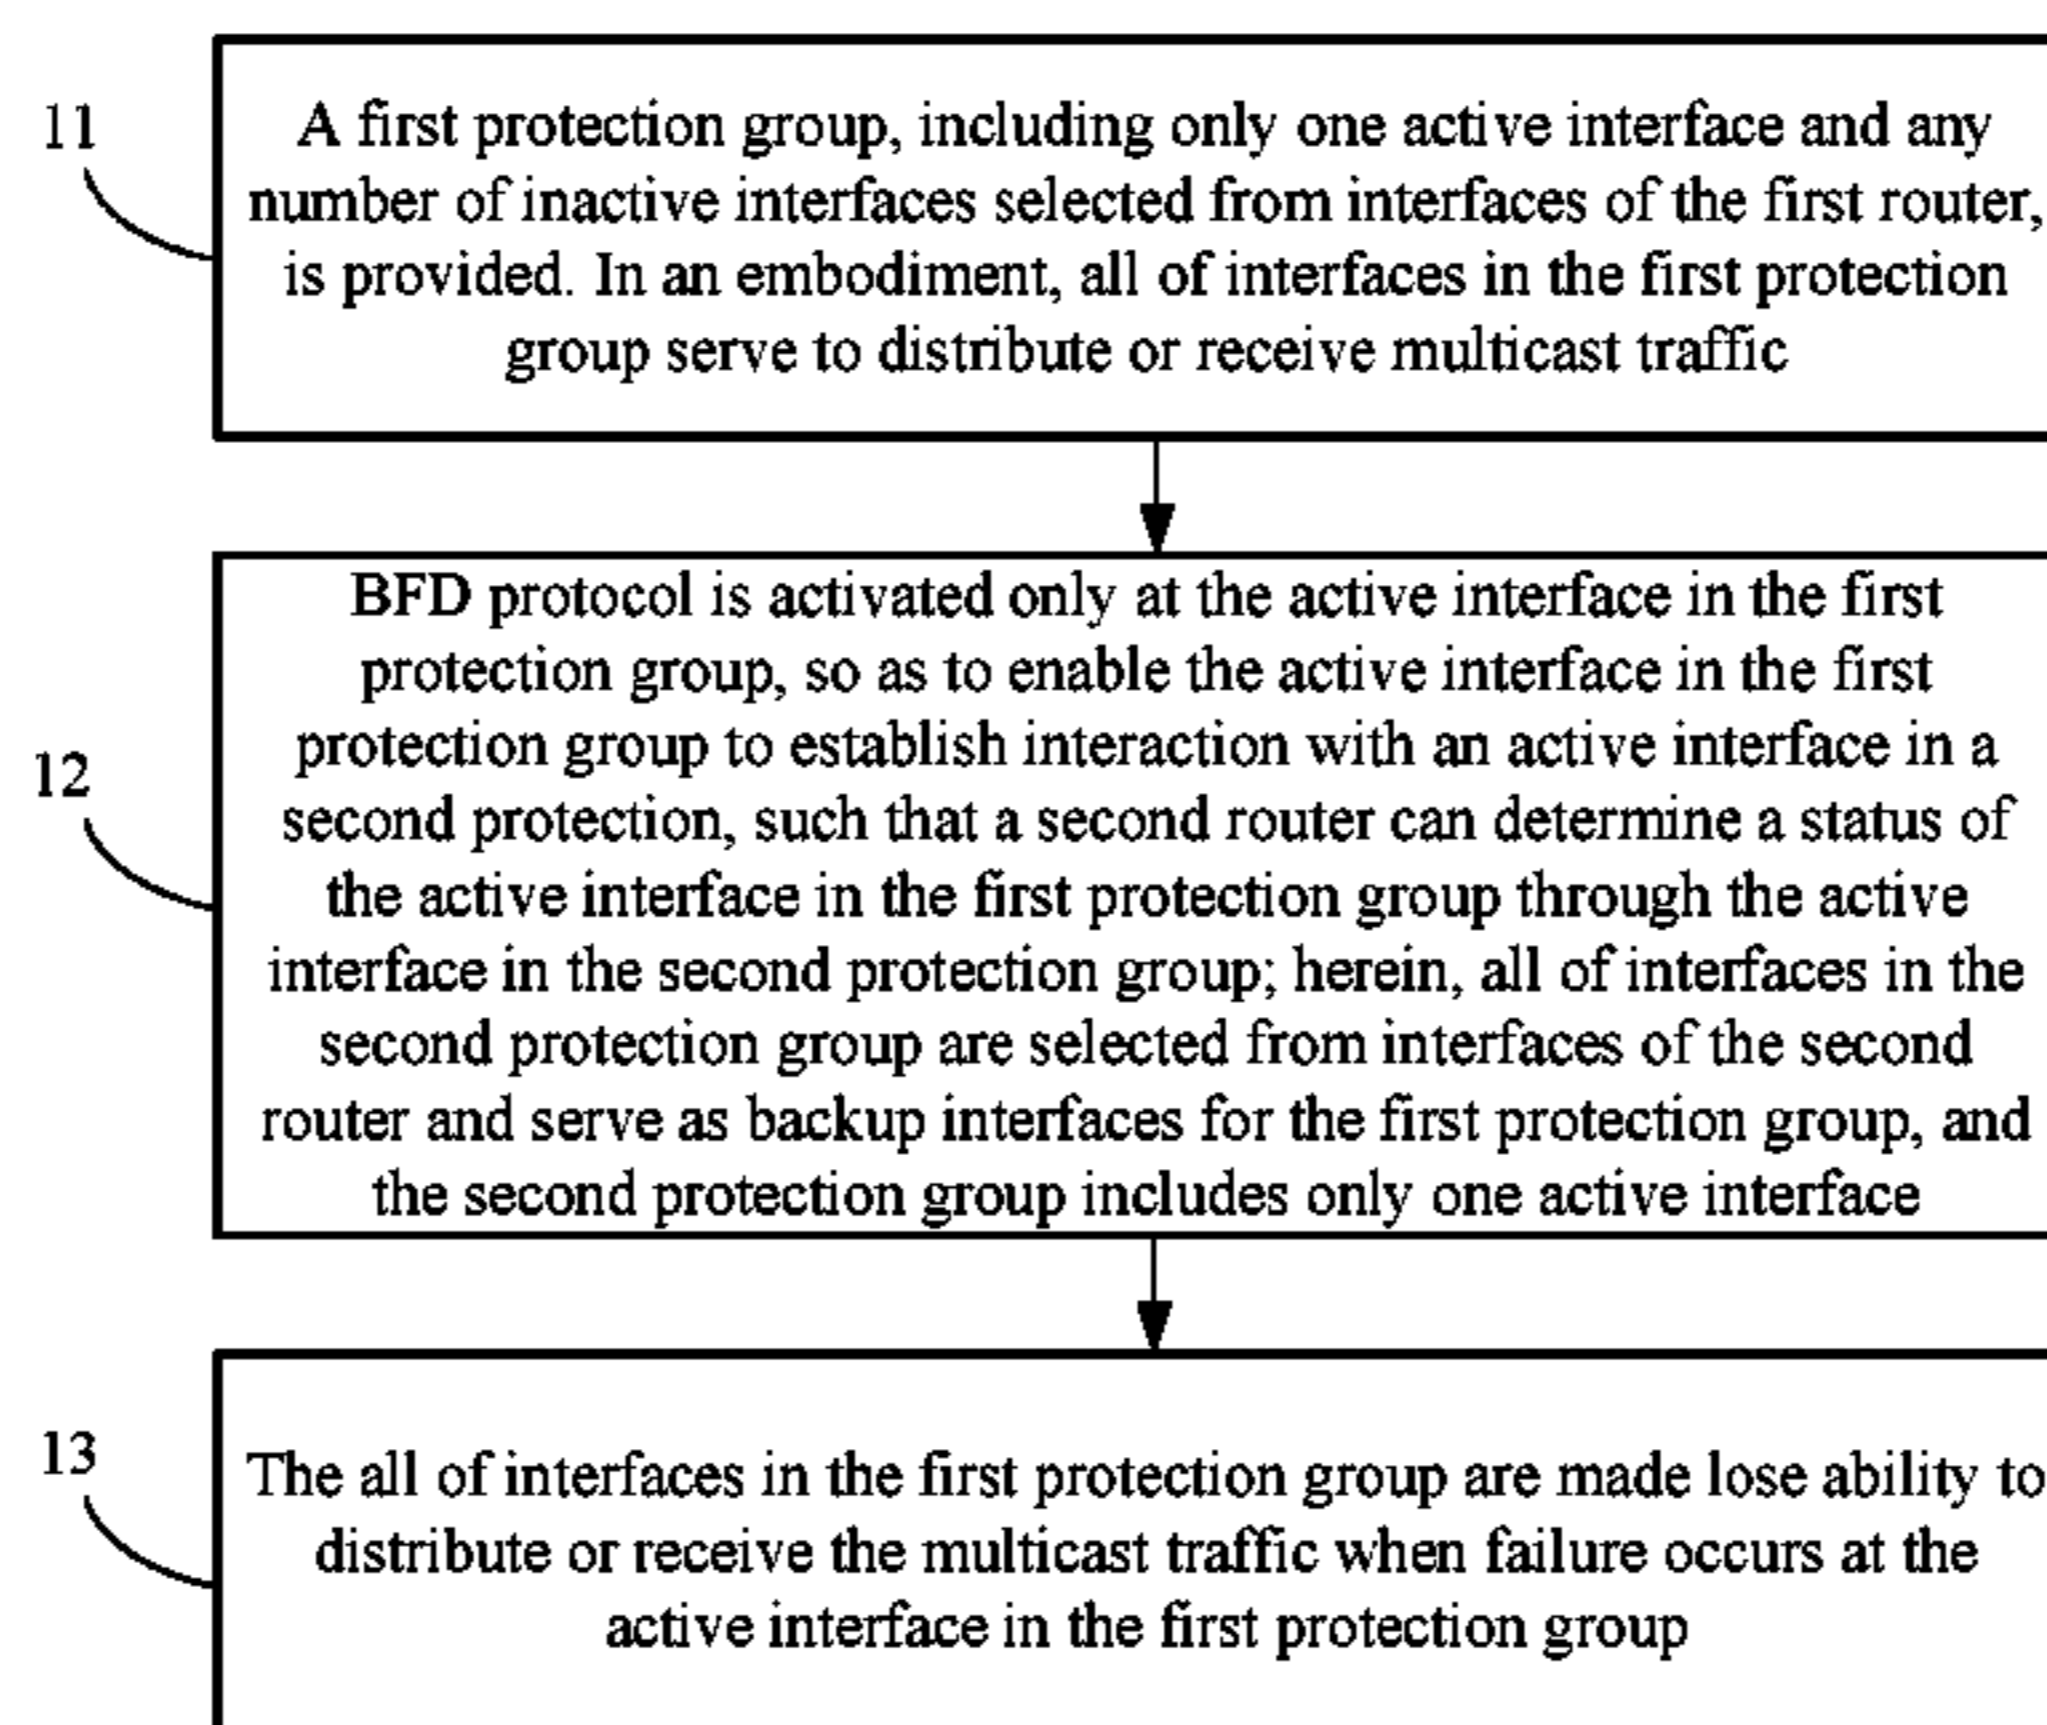 11
A first protection group, including only one active interface and any
number of inactive interfaces selected from interfaces of the first router,
is provided. In an embodiment, all of interfaces in the first protection
group serve to distribute or receive multicast traffic
12
BFD protocol is activated only at the active interface in the first
protection group, so as to enable the active interface in the first
protection group to establish interaction with an active interface in a
second protection, such that a second router can determine a status of
the active interface in the first protection group through the active
interface in the second protection group; herein, all of interfaces in the
second protection group are selected from interfaces of the second
router and serve as backup interfaces for the first protection group, and
the second protection group includes only one active interface
13
The all of interfaces in the first protection group are made lose ability to
distribute or receive the multicast traffic when failure occurs at the
active interface in the first protection group